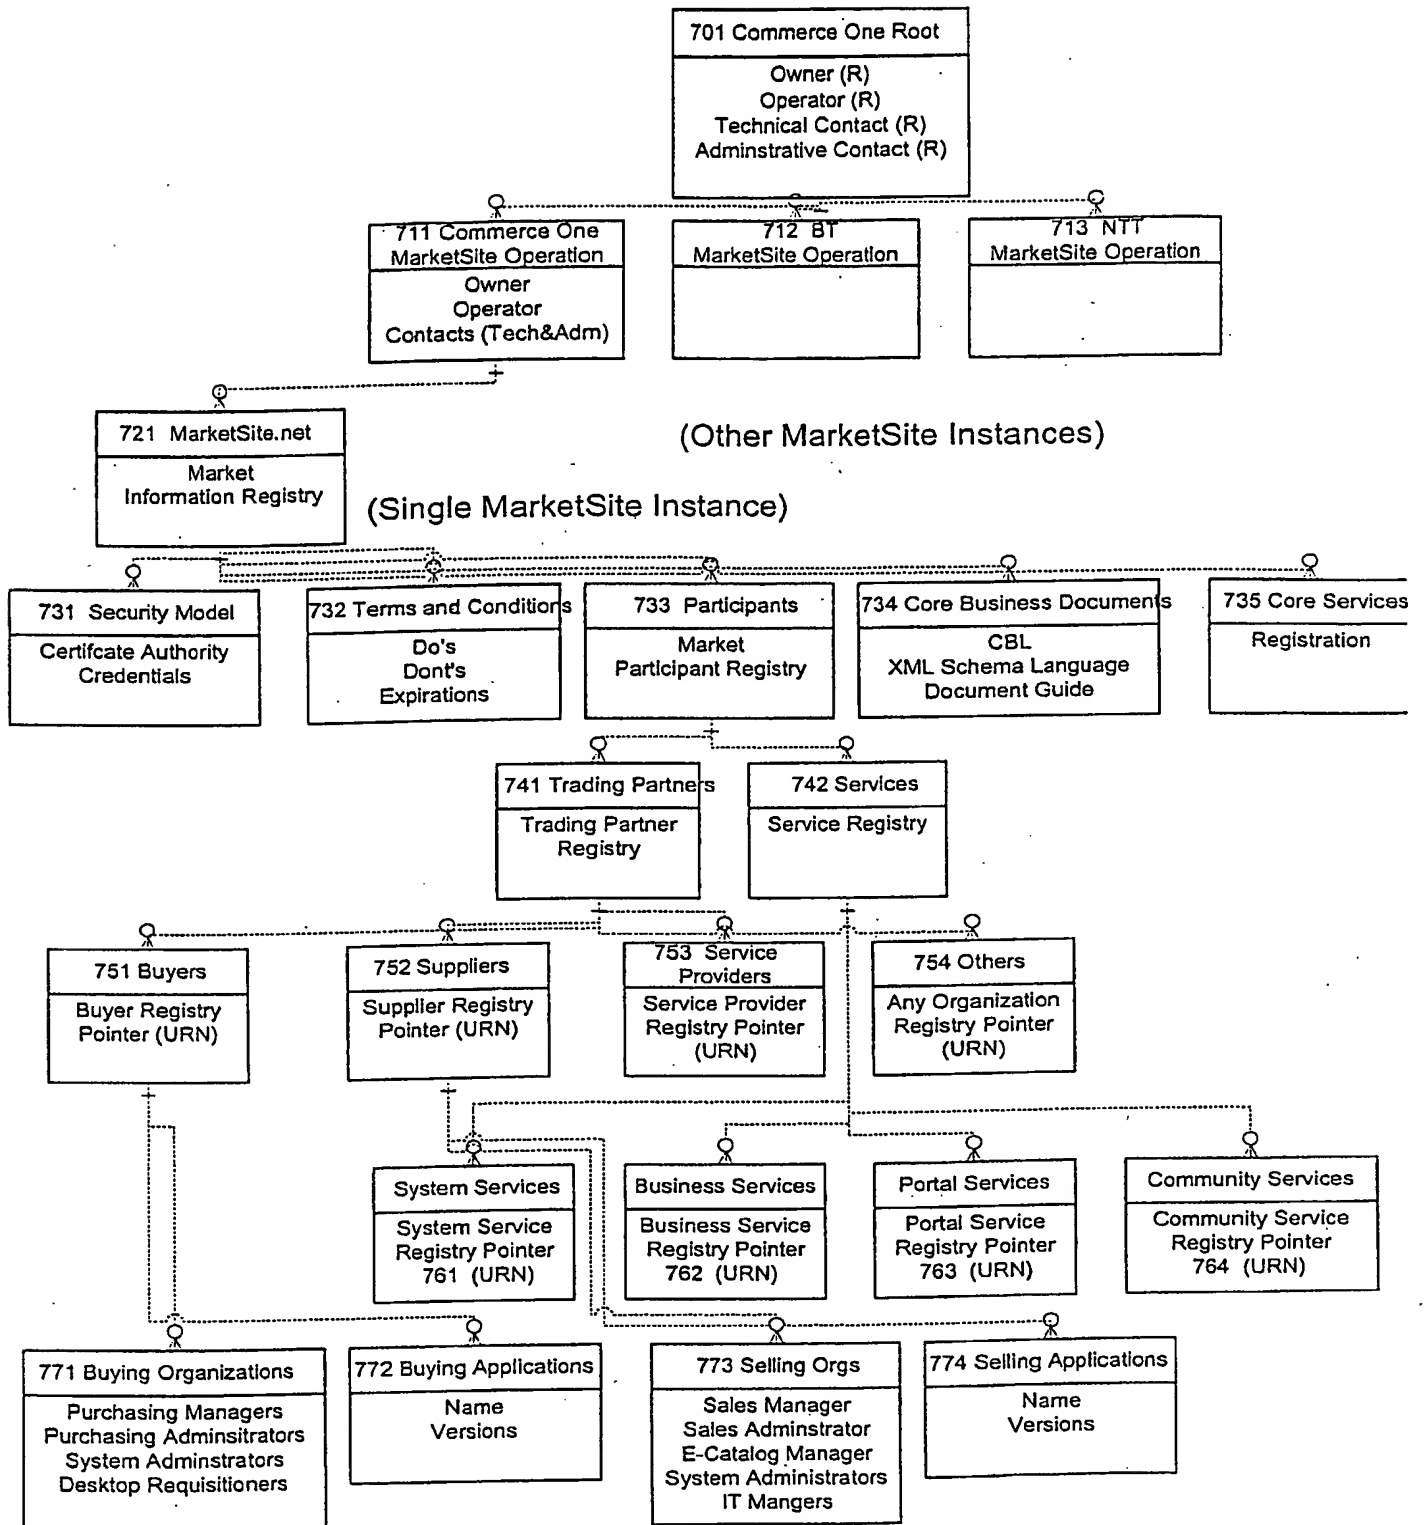 701 Commerce One Root
Owner (R)
Operator (R)
Technical Contact (R)
Adminstrative Contact (R)
711 Commerce One
MarketSite Operation
Owner
Operator
Contacts (Tech&Adm)
712 BT
MarketSite Operation
713 NTT
MarketSite Operation
721 MarketSite.net
Market
Information Registry
(Other MarketSite Instances)
(Single MarketSite Instance)
731 Security Model
Certifcate Authority
Credentials
732 Terms and Conditions
Do's
Dont's
Expirations
733 Participants
Market
Participant Registry
734 Core Business Documents
CBL
XML Schema Language
Document Guide
735 Core Services
Registration
741 Trading Partners
Trading Partner
Registry
742 Services
Service Registry
751 Buyers
Buyer Registry
Pointer (URN)
752 Suppliers
Supplier Registry
Pointer (URN)
753 Service
Providers
Service Provider
Registry Pointer
(URN)
754 Others
Any Organization
Registry Pointer
(URN)
System Services
System Service
Registry Pointer
761 (URN)
Business Services
Business Service
Registry Pointer
762 (URN)
Portal Services
Portal Service
Registry Pointer
763 (URN)
Community Services
Community Service
Registry Pointer
764 (URN)
771 Buying Organizations
Purchasing Managers
Purchasing Adminsitrators
System Adminstrators
Desktop Requisitioners
772 Buying Applications
Name
Versions
773 Selling Orgs
Sales Manager
Sales Adminstrator
E-Catalog Manager
System Administrators
IT Mangers
774 Selling Applications
Name
Versions